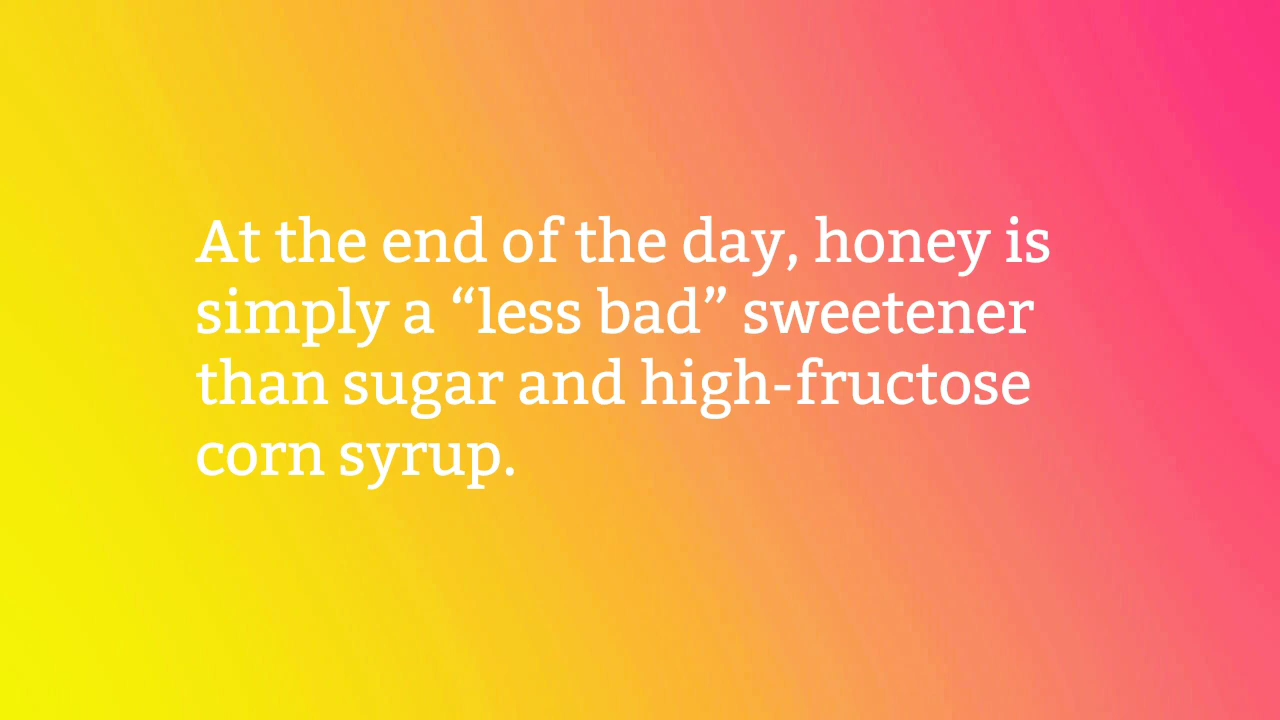 At the end of the day, honey is
simply a “less bad” sweetener
than sugar and high-fructose
corn syrup.